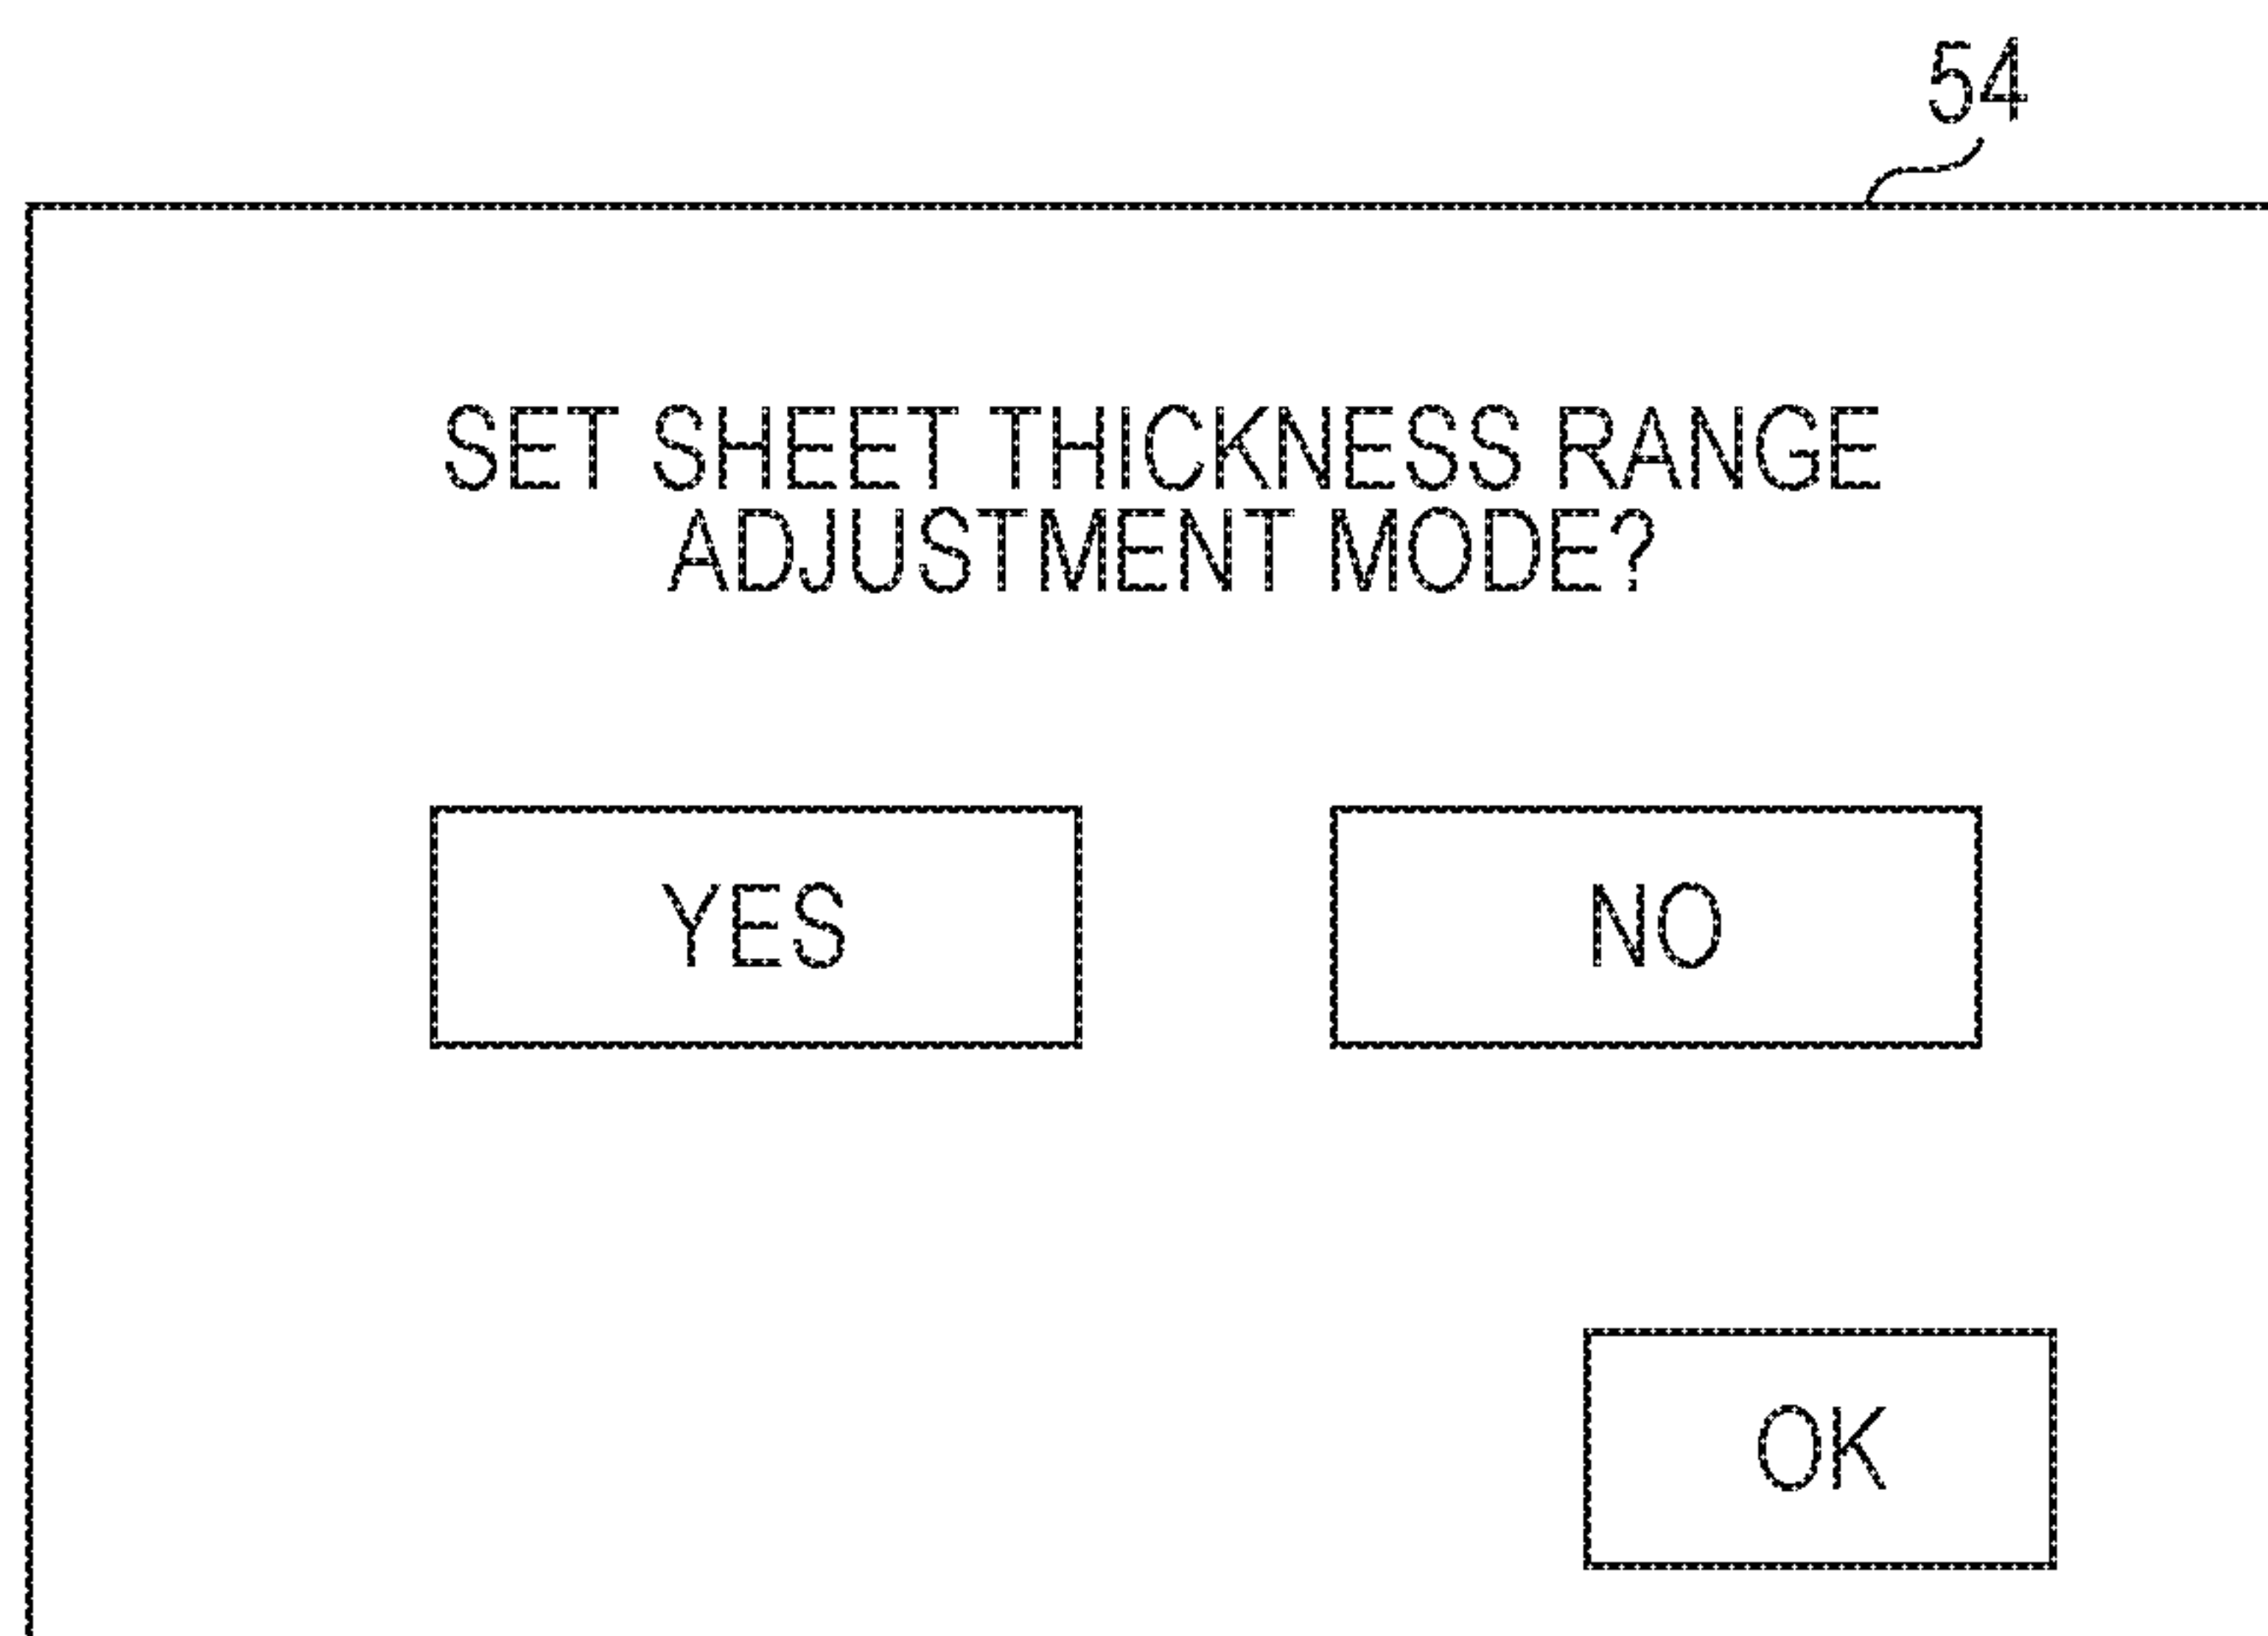 54
SET SHEET THICKNESS RANGE
ADJUSTMENT MODE?
YES NO
OK